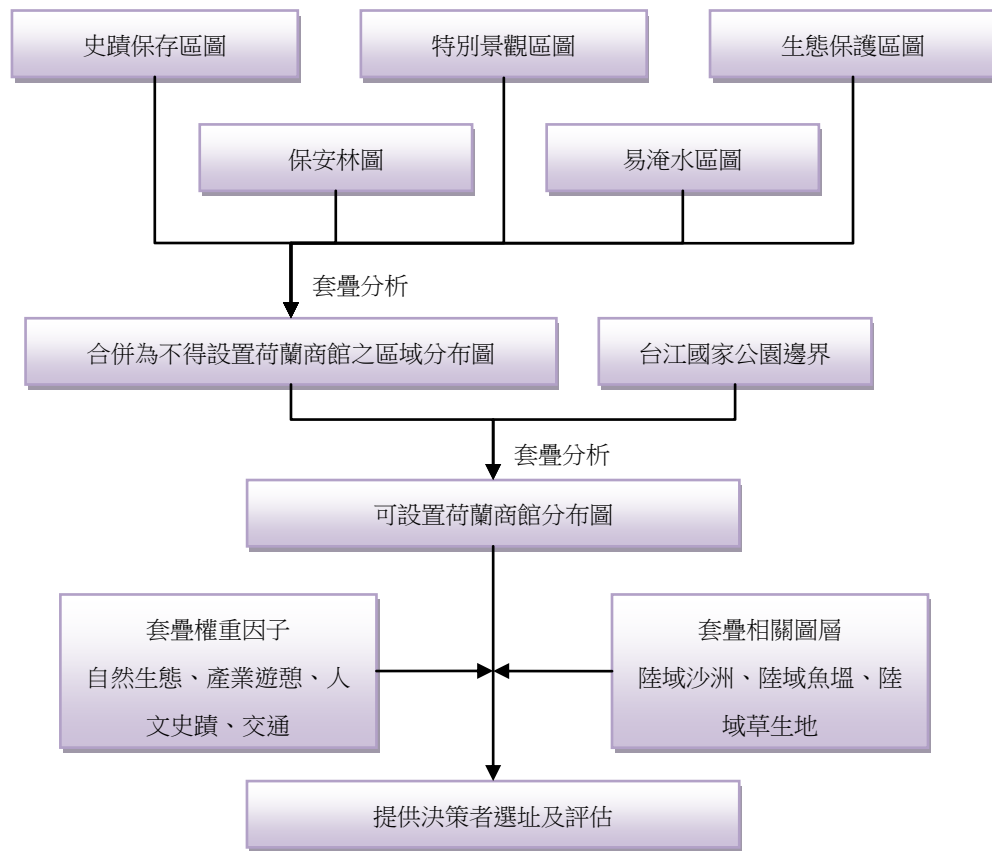 史蹟保存區圖
特別景觀區圖
生態保護區圖
保安林圖
易淹水區圖
套疊分析
合併為不得設置荷蘭商館之區域分布圖
台江國家公園邊界
套疊分析
可設置荷蘭商館分布圖
套疊權重因子
自然生態、產業遊憩、人
文史蹟、交通
套疊相關圖層
陸域沙洲、陸域魚塭、陸
域草生地
提供決策者選址及評估